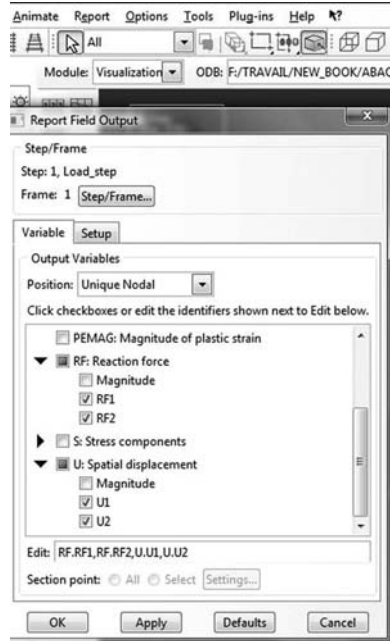 Animate Report Options Tools Plug-ins Help
All
Module: Visualization ODB: F:/TRAVAIL/NEW_BOOK/ABAC
Report Field Output
Step/Frame
Step: 1, Load_step
Frame: 1 Step/Frame...
Variable Setup
Output Variables
Position: Unique Nodal
Click checkboxes or edit the identifiers shown next to Edit below.
PEMAG: Magnitude of plastic strain
RF: Reaction force
Magnitude
RF1
RF2
S: Stress components
U: Spatial displacement
Magnitude
U1
U2
Edit: RF.RF1,RF.RF2,U.U1,U.U2
Section point: All Select Settings...
OK Apply Defaults Cancel